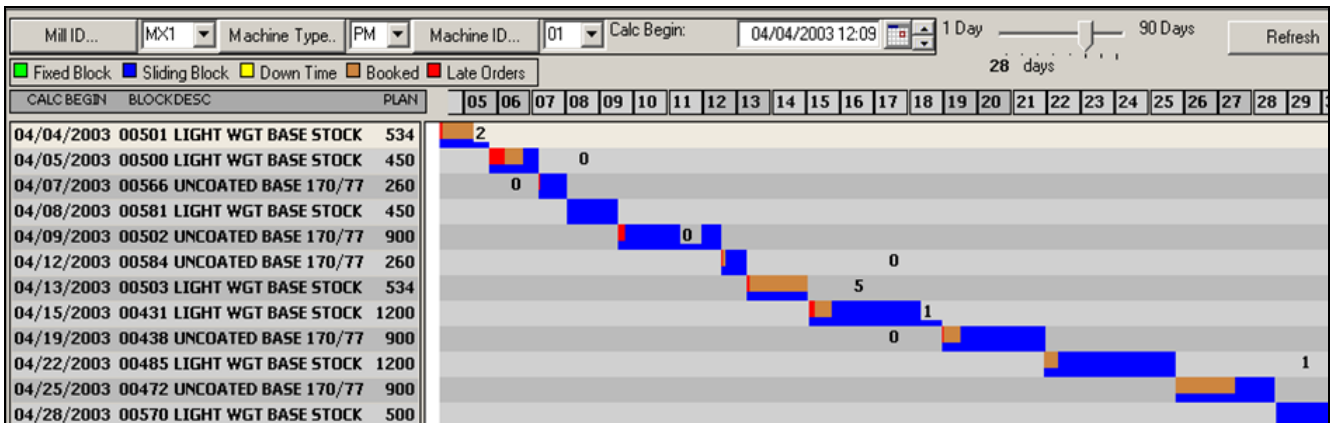 Mill ID... MX1 Machine Type.. PM Machine ID... 01 Calc Begin: 04/04/2003 12:09 1 Day 90 Days Refresh
28 days
Fixed Block Sliding Block Down Time Booked Late Orders
CALC BEGIN BLOCKDESC PLAN 05 06 07 08 09 10 11 12 13 14 15 16 17 18 19 20 21 22 23 24 25 26 27 28 29
04/04/2003 00501 LIGHT WGT BASE STOCK 534 2
04/05/2003 00500 LIGHT WGT BASE STOCK 450 0
04/07/2003 00566 UNCOATED BASE 170/77 260 0
04/08/2003 00581 LIGHT WGT BASE STOCK 450
04/09/2003 00502 UNCOATED BASE 170/77 900 0
04/12/2003 00584 UNCOATED BASE 170/77 260 0
04/13/2003 00503 LIGHT WGT BASE STOCK 534 5
04/15/2003 00431 LIGHT WGT BASE STOCK 1200 1
04/19/2003 00438 UNCOATED BASE 170/77 900 0
04/22/2003 00485 LIGHT WGT BASE STOCK 1200 1
04/25/2003 00472 UNCOATED BASE 170/77 900
04/28/2003 00570 LIGHT WGT BASE STOCK 500